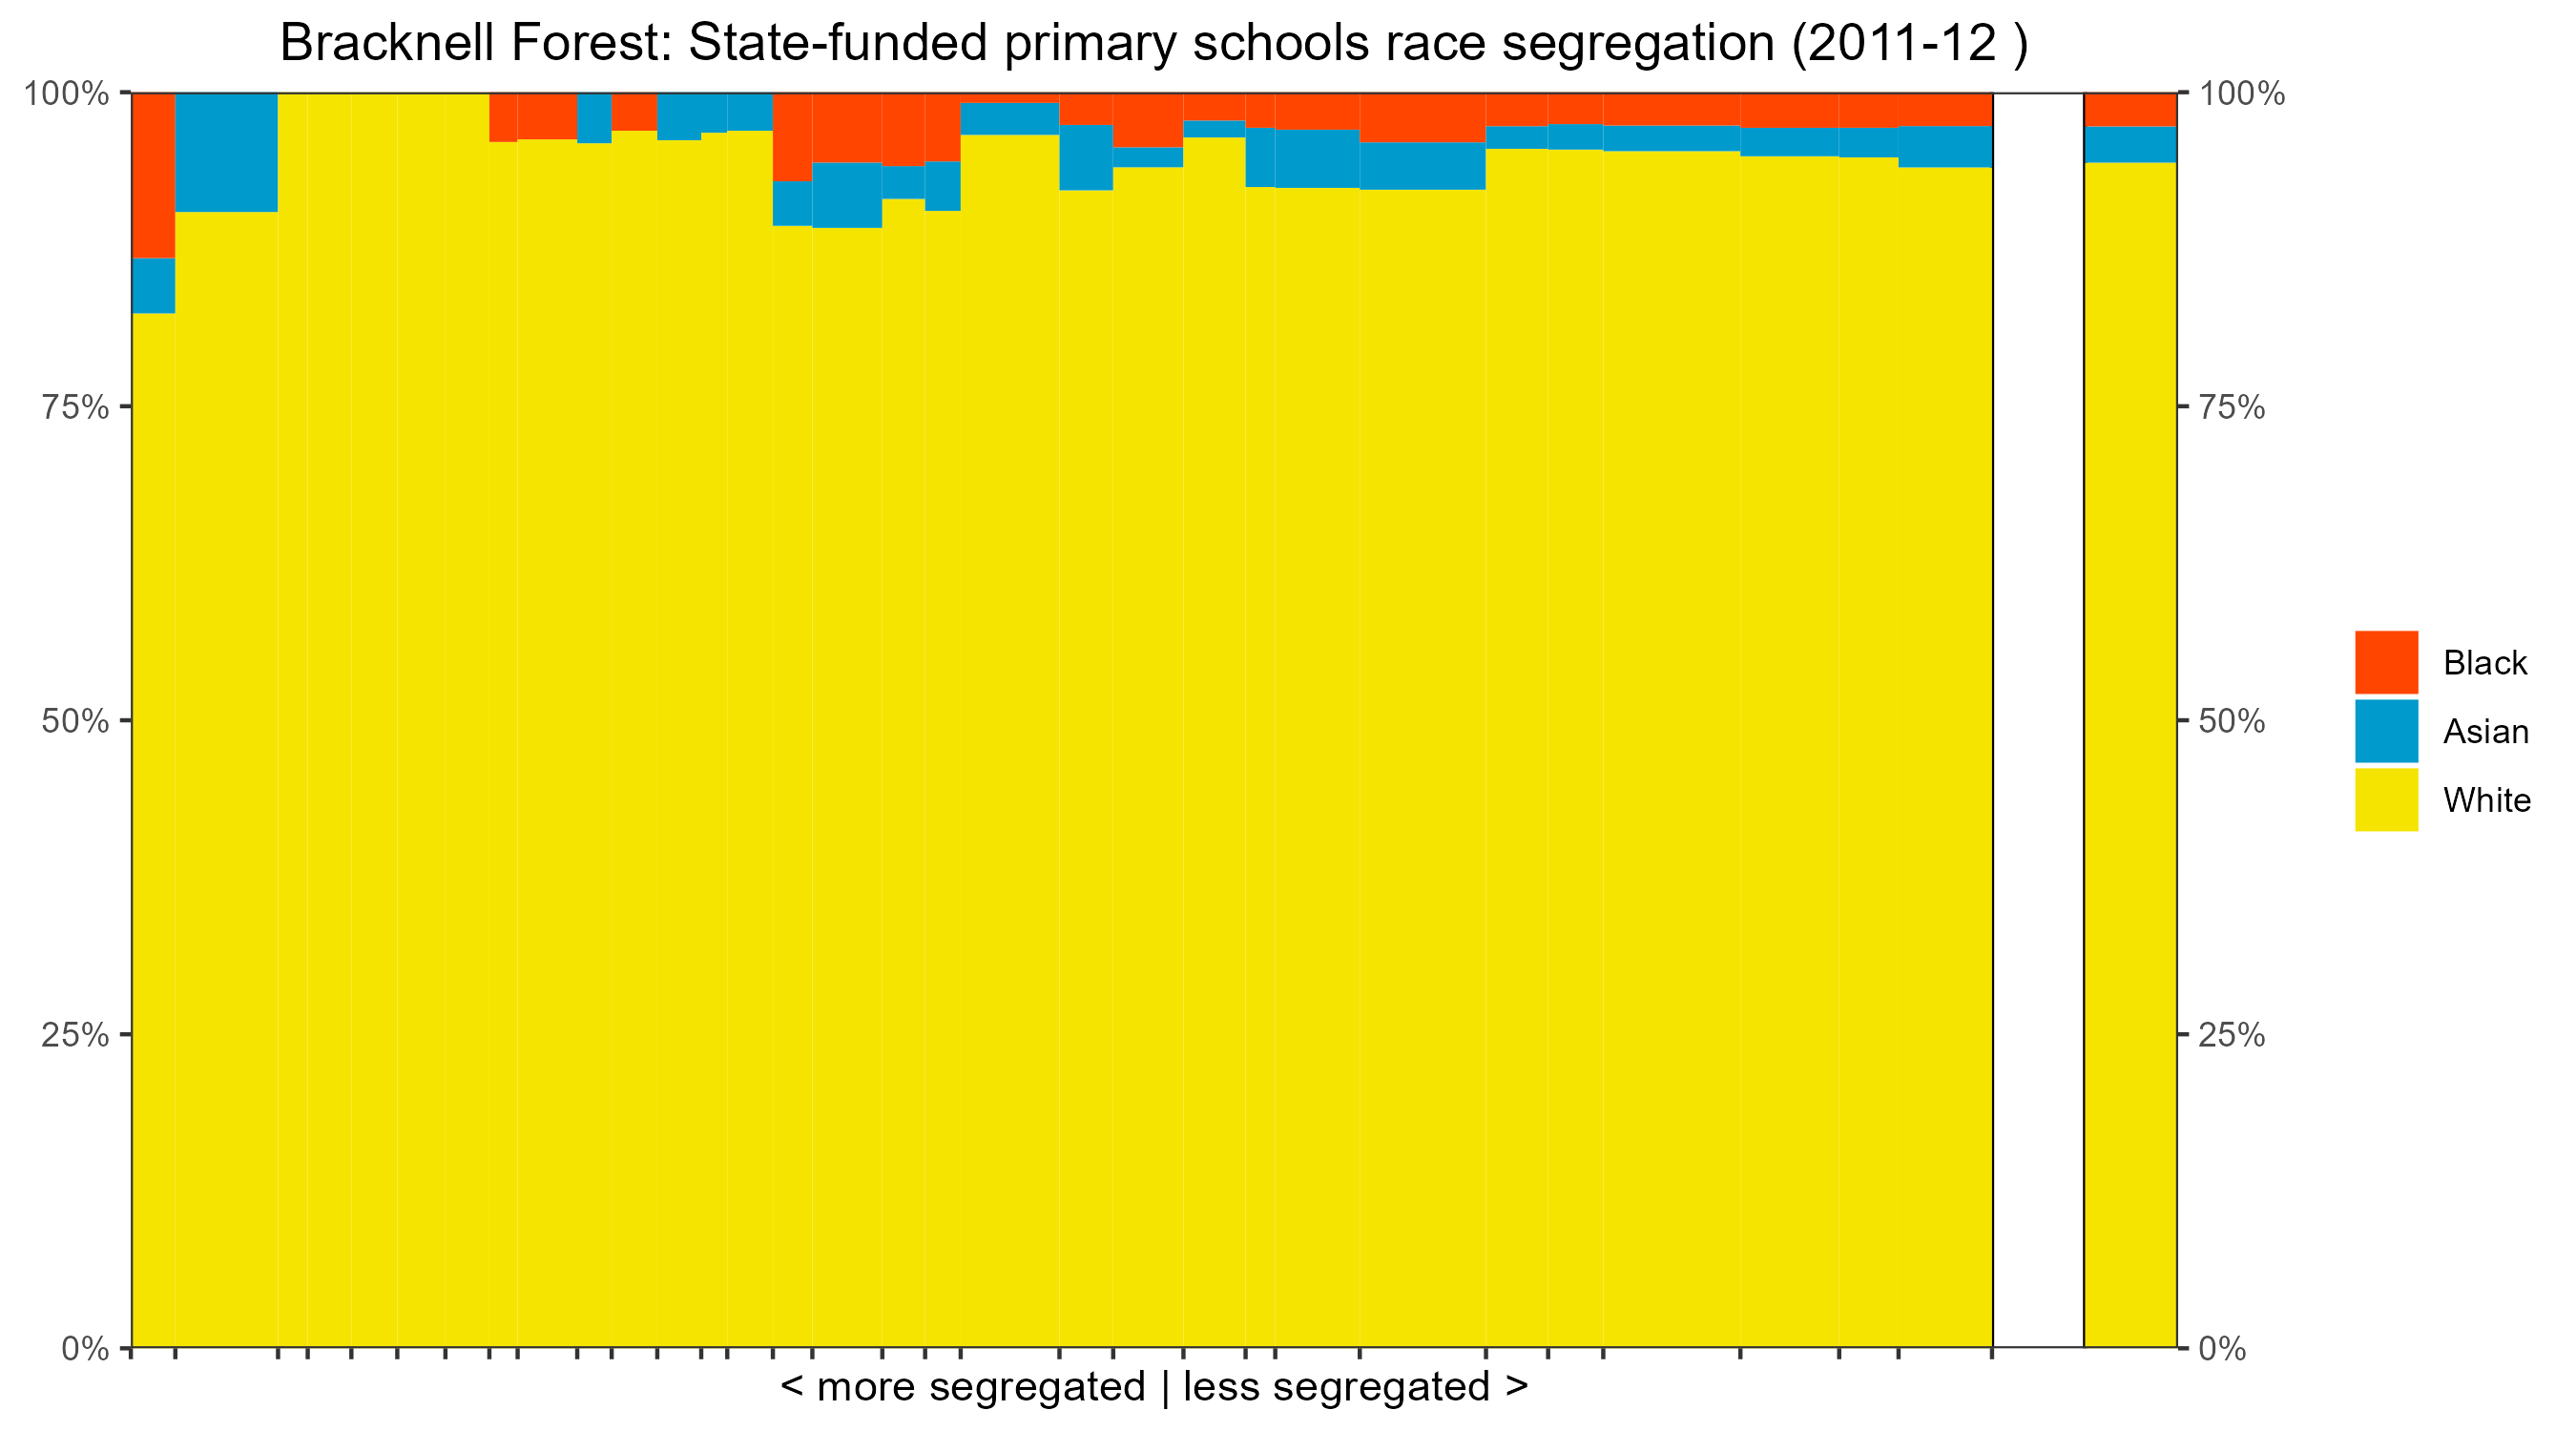 Bracknell Forest: State-funded primary schools race segregation (2011-12 )
100%
75%
50%
25%
0%
100%
75%
50%
25%
0%
Black
Asian
White
< more segregated | less segregated >